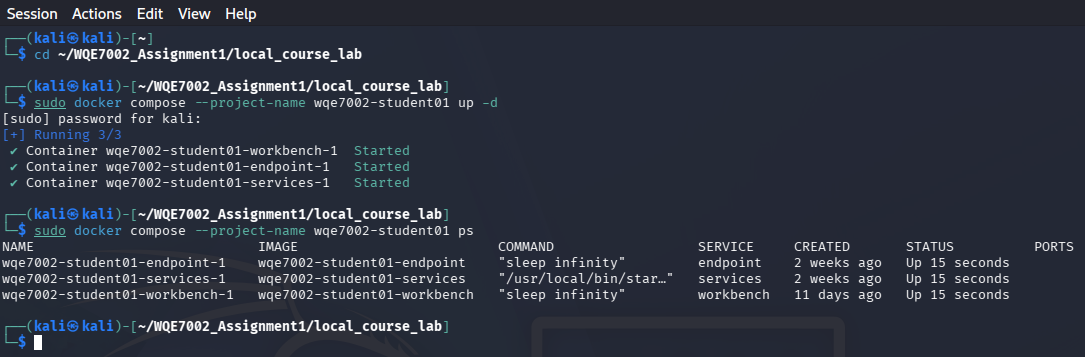 Session Actions Edit View Help
┌──(kali㉿kali)-[~]
└─$ cd ~/WQE7002_Assignment1/local_course_lab
┌──(kali㉿kali)-[~/WQE7002_Assignment1/local_course_lab]
└─$ sudo docker compose --project-name wqe7002-student01 up -d
[sudo] password for kali:
[+] Running 3/3
✔ Container wqe7002-student01-workbench-1 Started
✔ Container wqe7002-student01-endpoint-1 Started
✔ Container wqe7002-student01-services-1 Started
┌──(kali㉿kali)-[~/WQE7002_Assignment1/local_course_lab]
└─$ sudo docker compose --project-name wqe7002-student01 ps
NAME IMAGE COMMAND SERVICE CREATED STATUS PORTS
wqe7002-student01-endpoint-1 wqe7002-student01-endpoint "sleep infinity" endpoint 2 weeks ago Up 15 seconds
wqe7002-student01-services-1 wqe7002-student01-services "/usr/local/bin/star…" services 2 weeks ago Up 15 seconds
wqe7002-student01-workbench-1 wqe7002-student01-workbench "sleep infinity" workbench 11 days ago Up 15 seconds
┌──(kali㉿kali)-[~/WQE7002_Assignment1/local_course_lab]
└─$